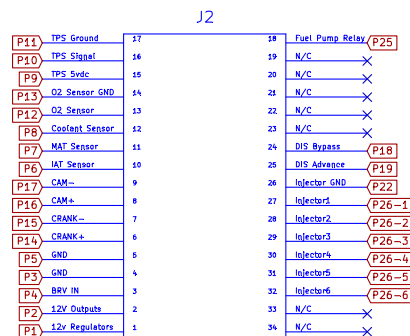 J2
P11 TPS Ground 17 18 Fuel Pump Relay P25
P10 TPS Signal 16 19 N/C
P9 TPS 5vdc 15 20 N/C
P13 O2 Sensor GND 14 21 N/C
P12 O2 Sensor 13 22 N/C
P8 Coolant Sensor 12 23 N/C
P7 MAT Sensor 11 24 DIS Bypass P18
P6 IAT Sensor 10 25 DIS Advance P19
P17 CAM- 9 26 Injector GND P22
P16 CAM+ 8 27 Injector1 P26-1
P15 CRANK- 7 28 Injector2 P26-2
P14 CRANK+ 6 29 Injector3 P26-3
P5 GND 5 30 Injector4 P26-4
P3 GND 4 31 Injector5 P26-5
P4 BRV IN 3 32 Injector6 P26-6
P2 12V Outputs 2 33 N/C
P1 12v Regulators 1 34 N/C